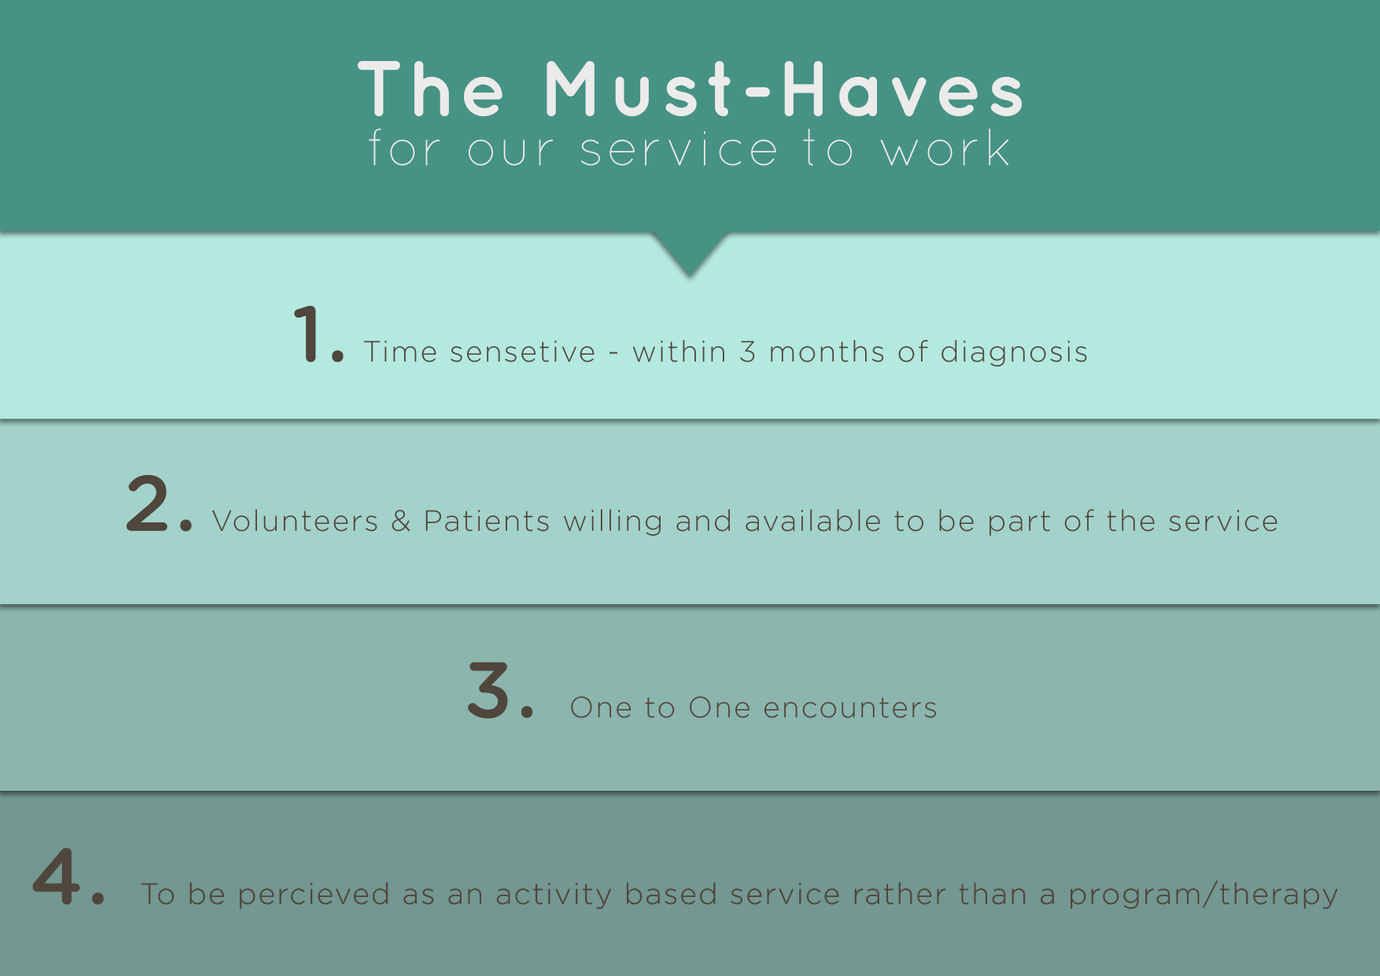 The Must-Haves
for our service to work
1. Time sensetive - within 3 months of diagnosis
2. Volunteers & Patients willing and available to be part of the service
3. One to One encounters
4. To be percieved as an activity based service rather than a program/therapy